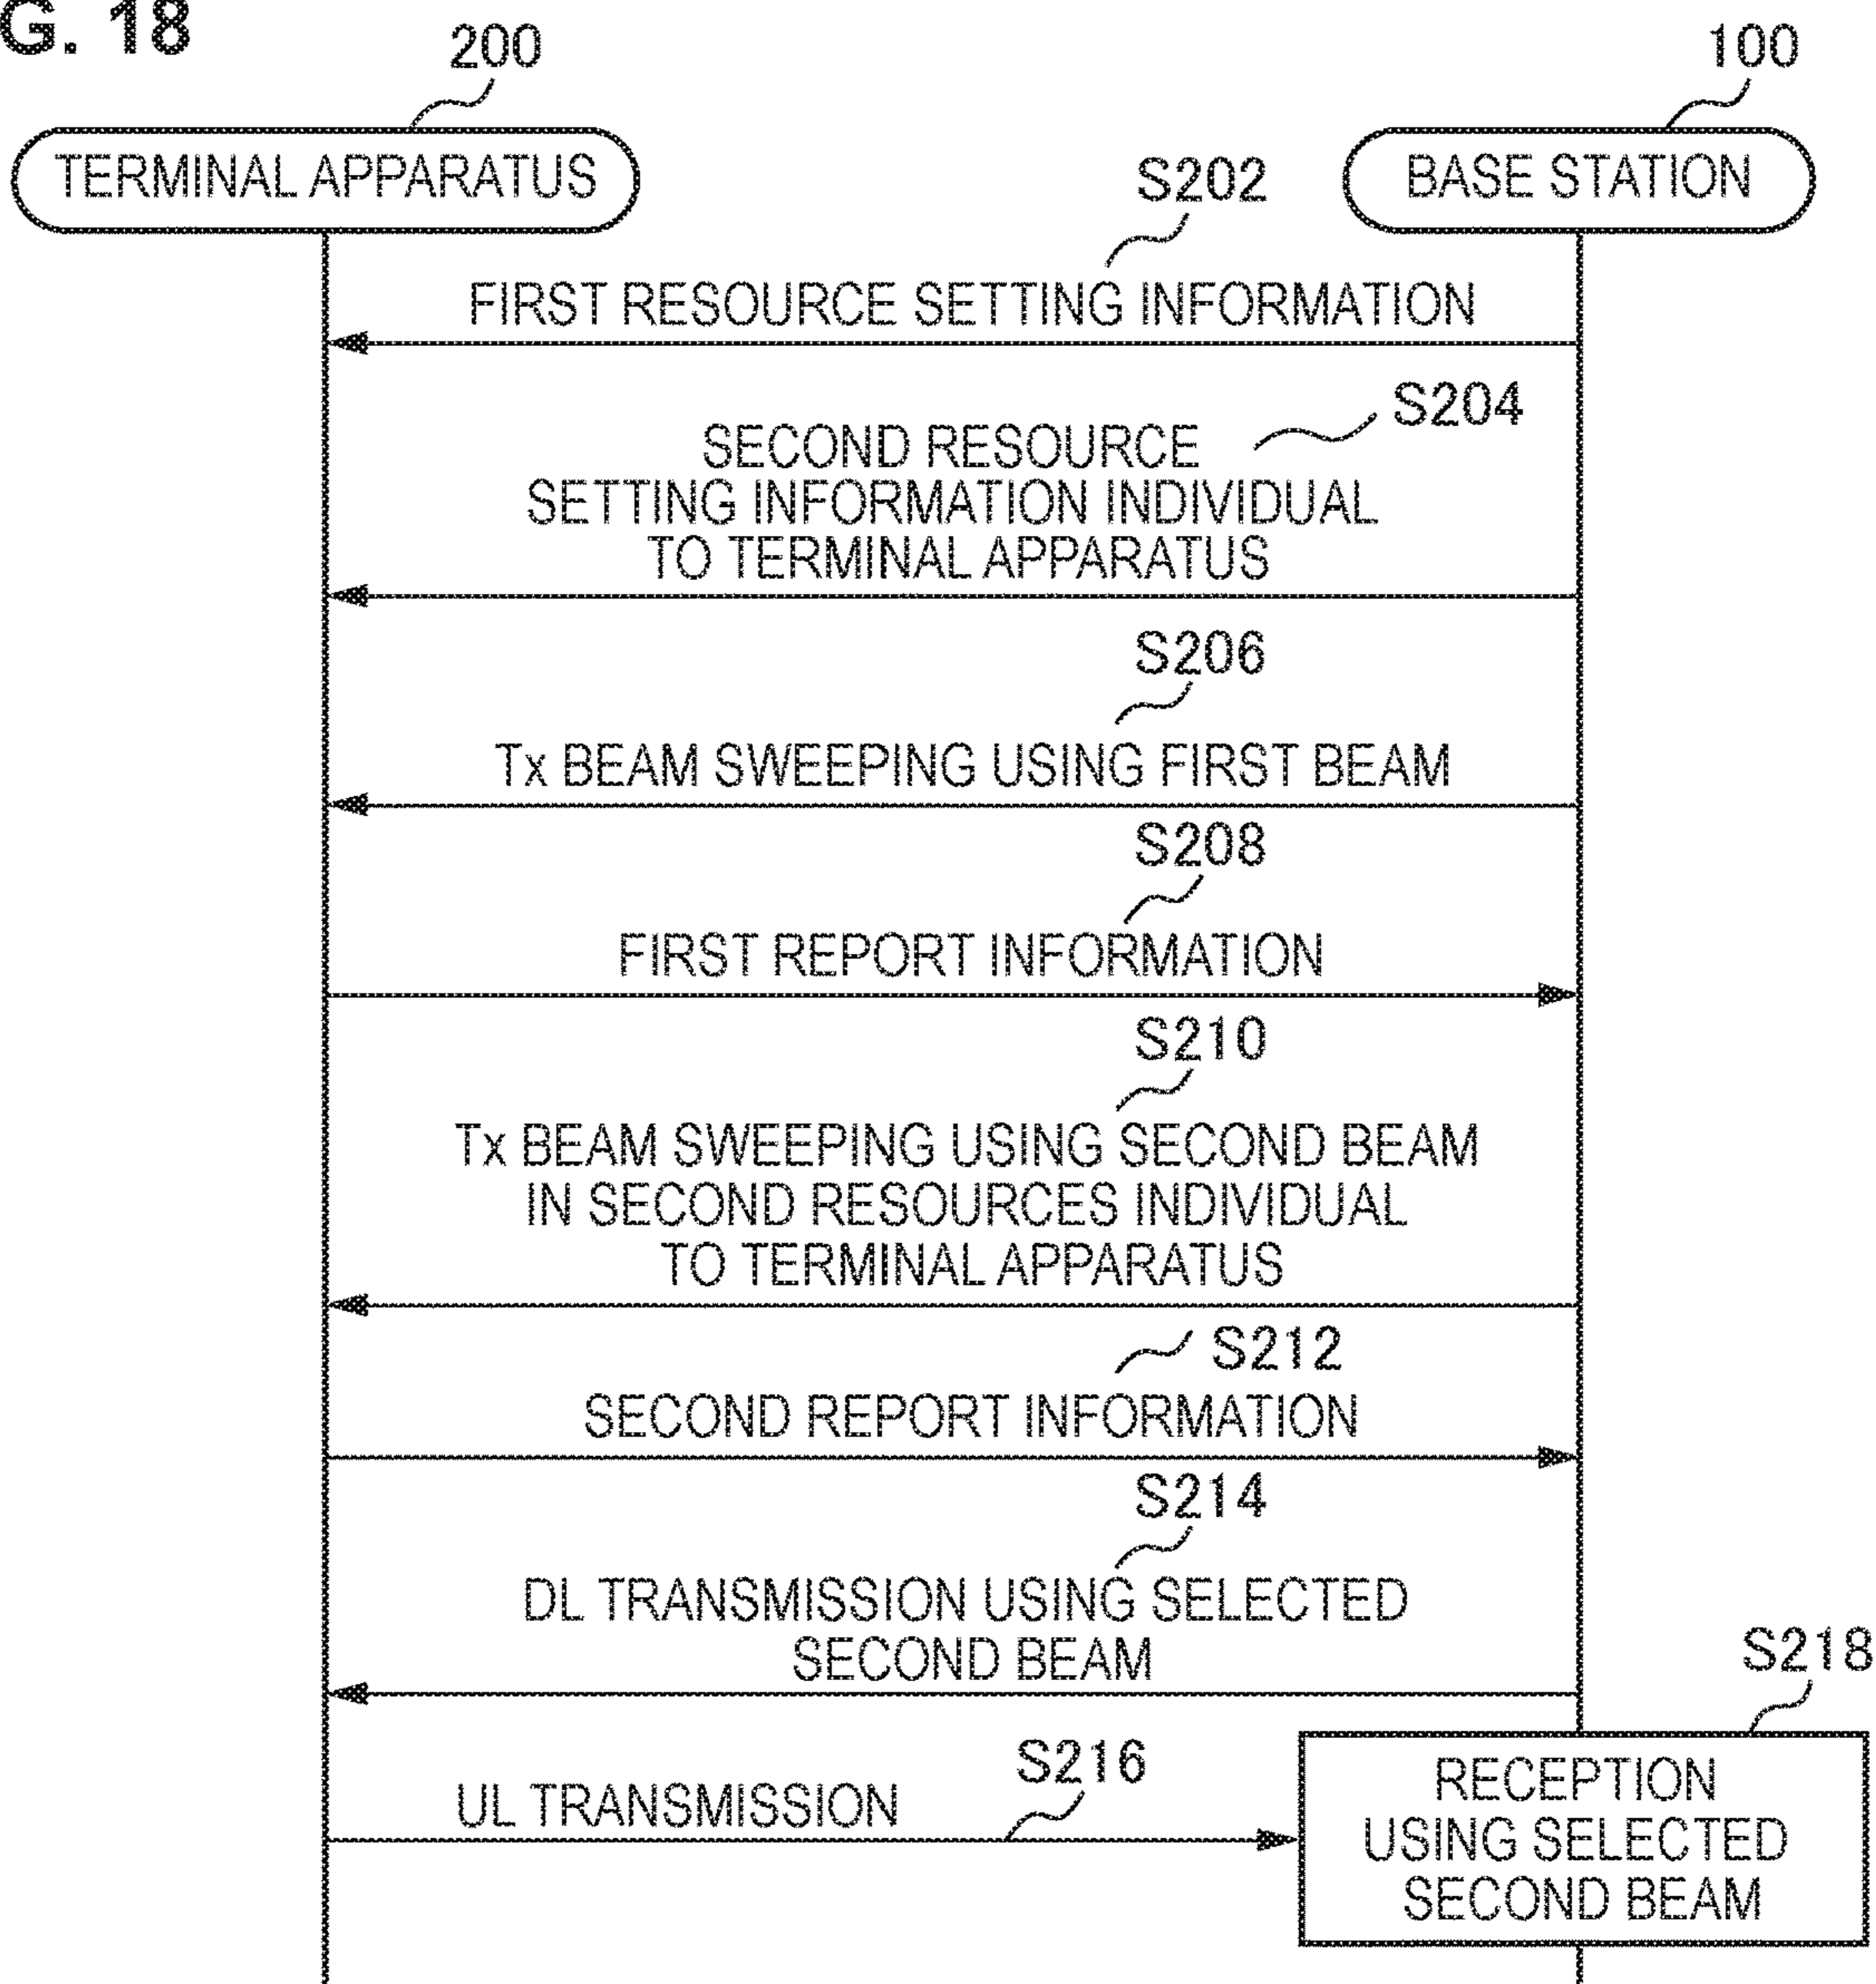 G. 18
200
100
TERMINAL APPARATUS
BASE STATION
S202
FIRST RESOURCE SETTING INFORMATION
S204
SECOND RESOURCE
SETTING INFORMATION INDIVIDUAL
TO TERMINAL APPARATUS
S206
Tx BEAM SWEEPING USING FIRST BEAM
S208
FIRST REPORT INFORMATION
S210
Tx BEAM SWEEPING USING SECOND BEAM
IN SECOND RESOURCES INDIVIDUAL
TO TERMINAL APPARATUS
S212
SECOND REPORT INFORMATION
S214
DL TRANSMISSION USING SELECTED
SECOND BEAM
S218
S216
UL TRANSMISSION
RECEPTION
USING SELECTED
SECOND BEAM